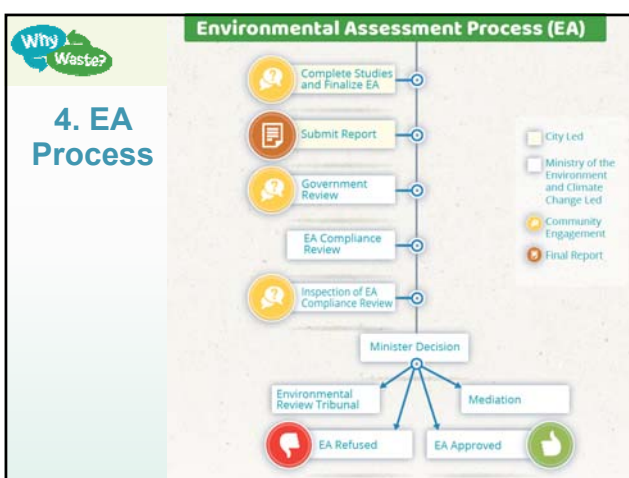 Environmental Assessment Process (EA)
Why
Waste?
4. EA
Process
Complete Studies
and Finalize EA
Submit Report
Government
Review
EA Compliance
Review
Inspection of EA
Compliance Review
Minister Decision
Environmental
Review Tribunal
Mediation
EA Refused
EA Approved
City Led
Ministry of the
Environment
and Climate
Change Led
Community
Engagement
Final Report